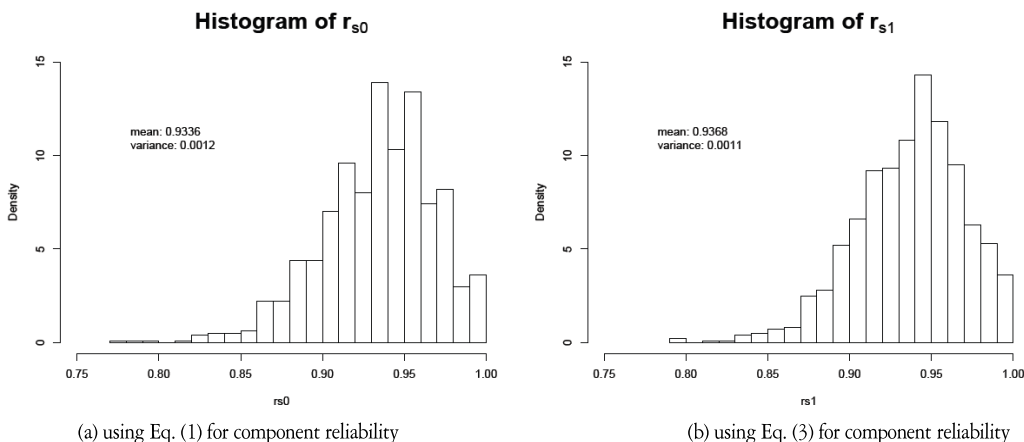 Histogram of rs0
15
10
5
0
Density
mean: 0.9336
variance: 0.0012
0.75 0.80 0.85 0.90 0.95 1.00
rs0
(a) using Eq. (1) for component reliability
Histogram of rs1
15
10
5
0
Density
mean: 0.9368
variance: 0.0011
0.75 0.80 0.85 0.90 0.95 1.00
rs1
(b) using Eq. (3) for component reliability